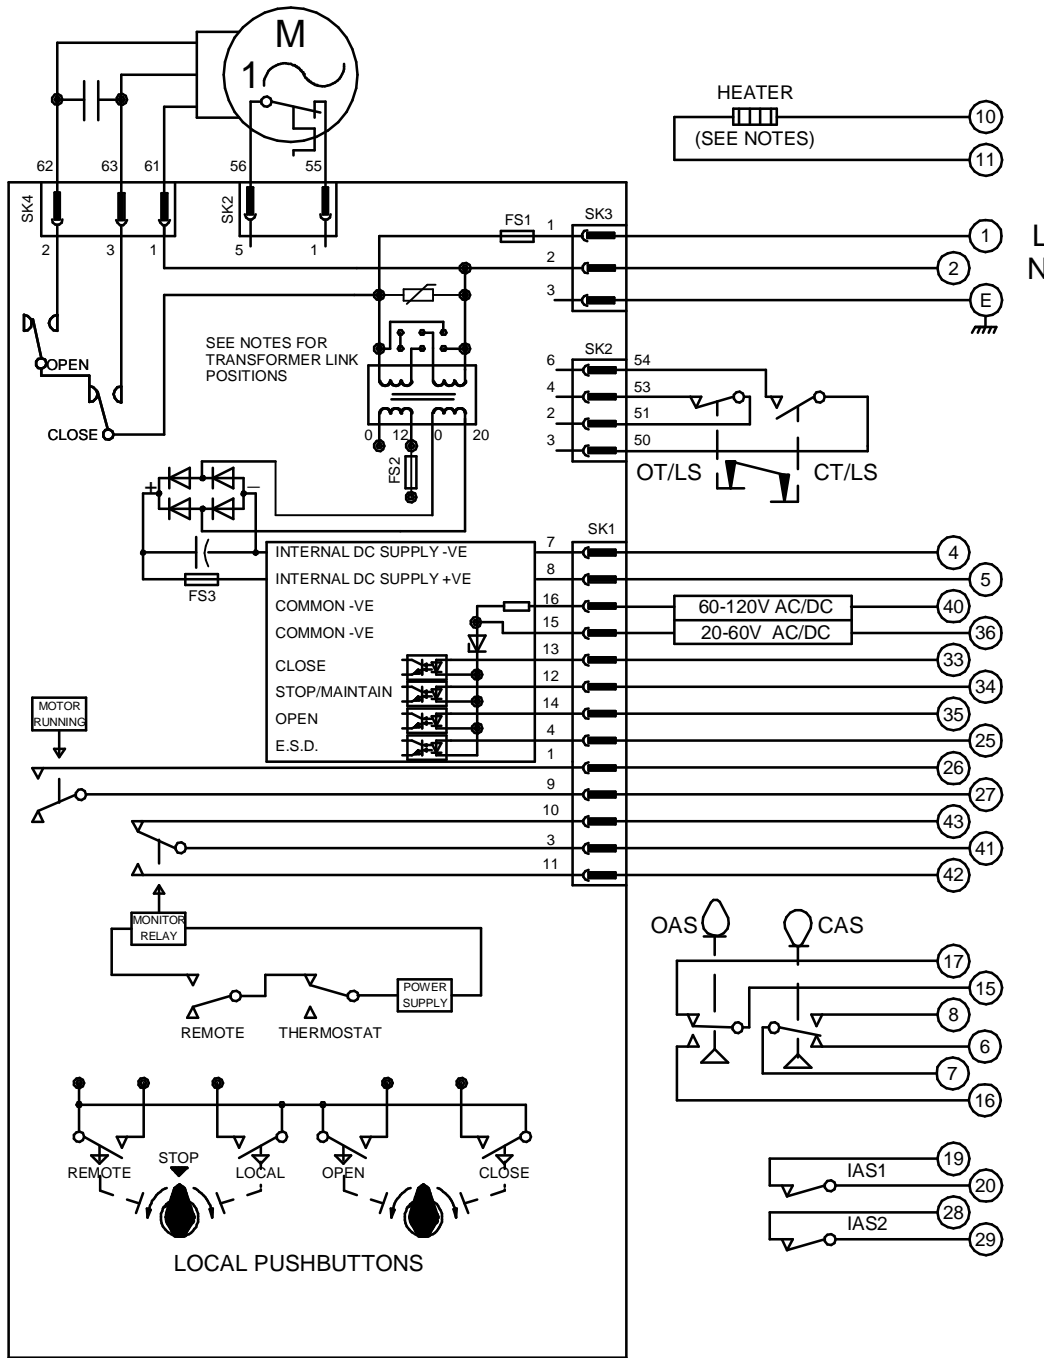 M
1
HEATER
(SEE NOTES)
10
11
62 63 61 56 55
SK4
SK2
2 3 1 5 1
FS1
SK3
1
2
3
1
2
E
L
N
SEE NOTES FOR
TRANSFORMER LINK
POSITIONS
OPEN
CLOSE
0 12 0 20
FS2
SK2
6 54
4 53
2 51
3 50
OT/LS
CT/LS
+
−
FS3
SK1
INTERNAL DC SUPPLY -VE 7 4
INTERNAL DC SUPPLY +VE 8 5
COMMON -VE 16 60-120V AC/DC 40
COMMON -VE 15 20-60V AC/DC 36
CLOSE 13 33
STOP/MAINTAIN 12 34
OPEN 14 35
E.S.D. 4 25
MOTOR
RUNNING
1 26
9 27
10 43
3 41
11 42
MONITOR
RELAY
REMOTE
THERMOSTAT
POWER
SUPPLY
OAS
CAS
17
15
8
6
7
16
REMOTE
STOP
LOCAL
OPEN
CLOSE
LOCAL PUSHBUTTONS
IAS1
19
20
IAS2
28
29